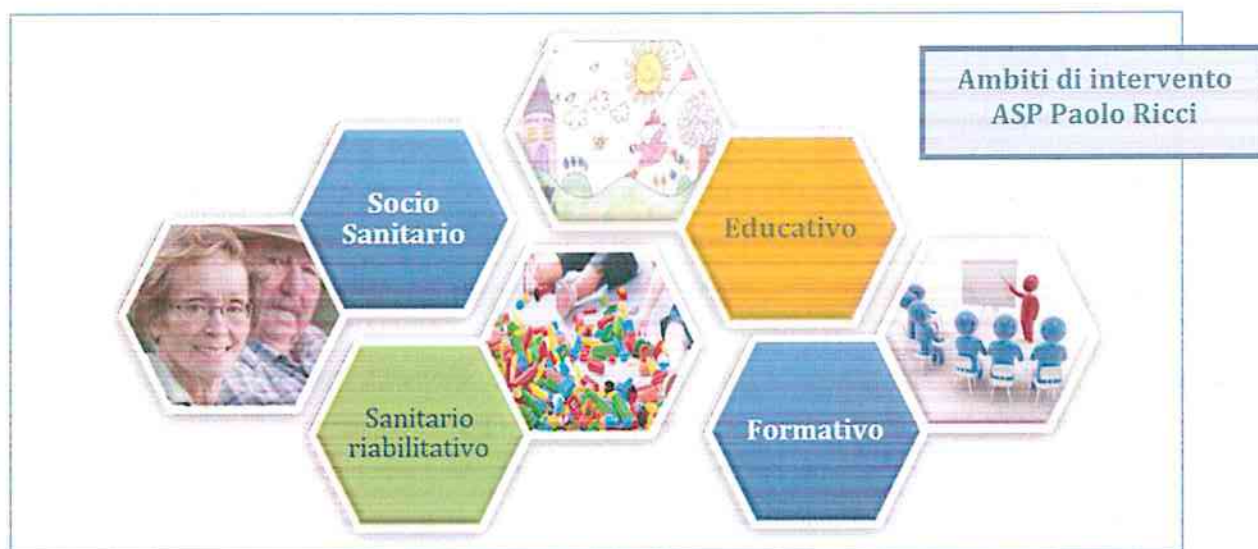 Ambiti di intervento
ASP Paolo Ricci
Socio
Sanitario
Educativo
Sanitario
riabilitativo
Formativo